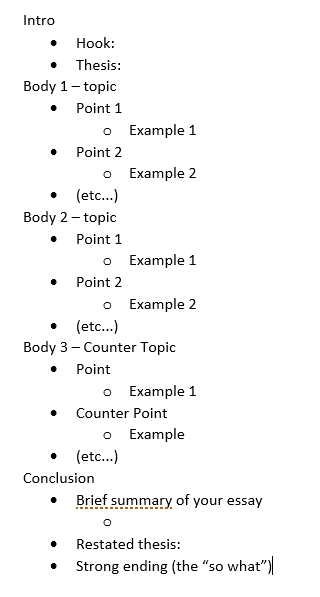 Intro
• Hook:
• Thesis:
Body 1 – topic
• Point 1
o Example 1
• Point 2
o Example 2
• (etc...)
Body 2 – topic
• Point 1
o Example 1
• Point 2
o Example 2
• (etc...)
Body 3 – Counter Topic
• Point
o Example 1
• Counter Point
o Example
• (etc...)
Conclusion
• Brief summary of your essay
o
• Restated thesis:
• Strong ending (the “so what”)